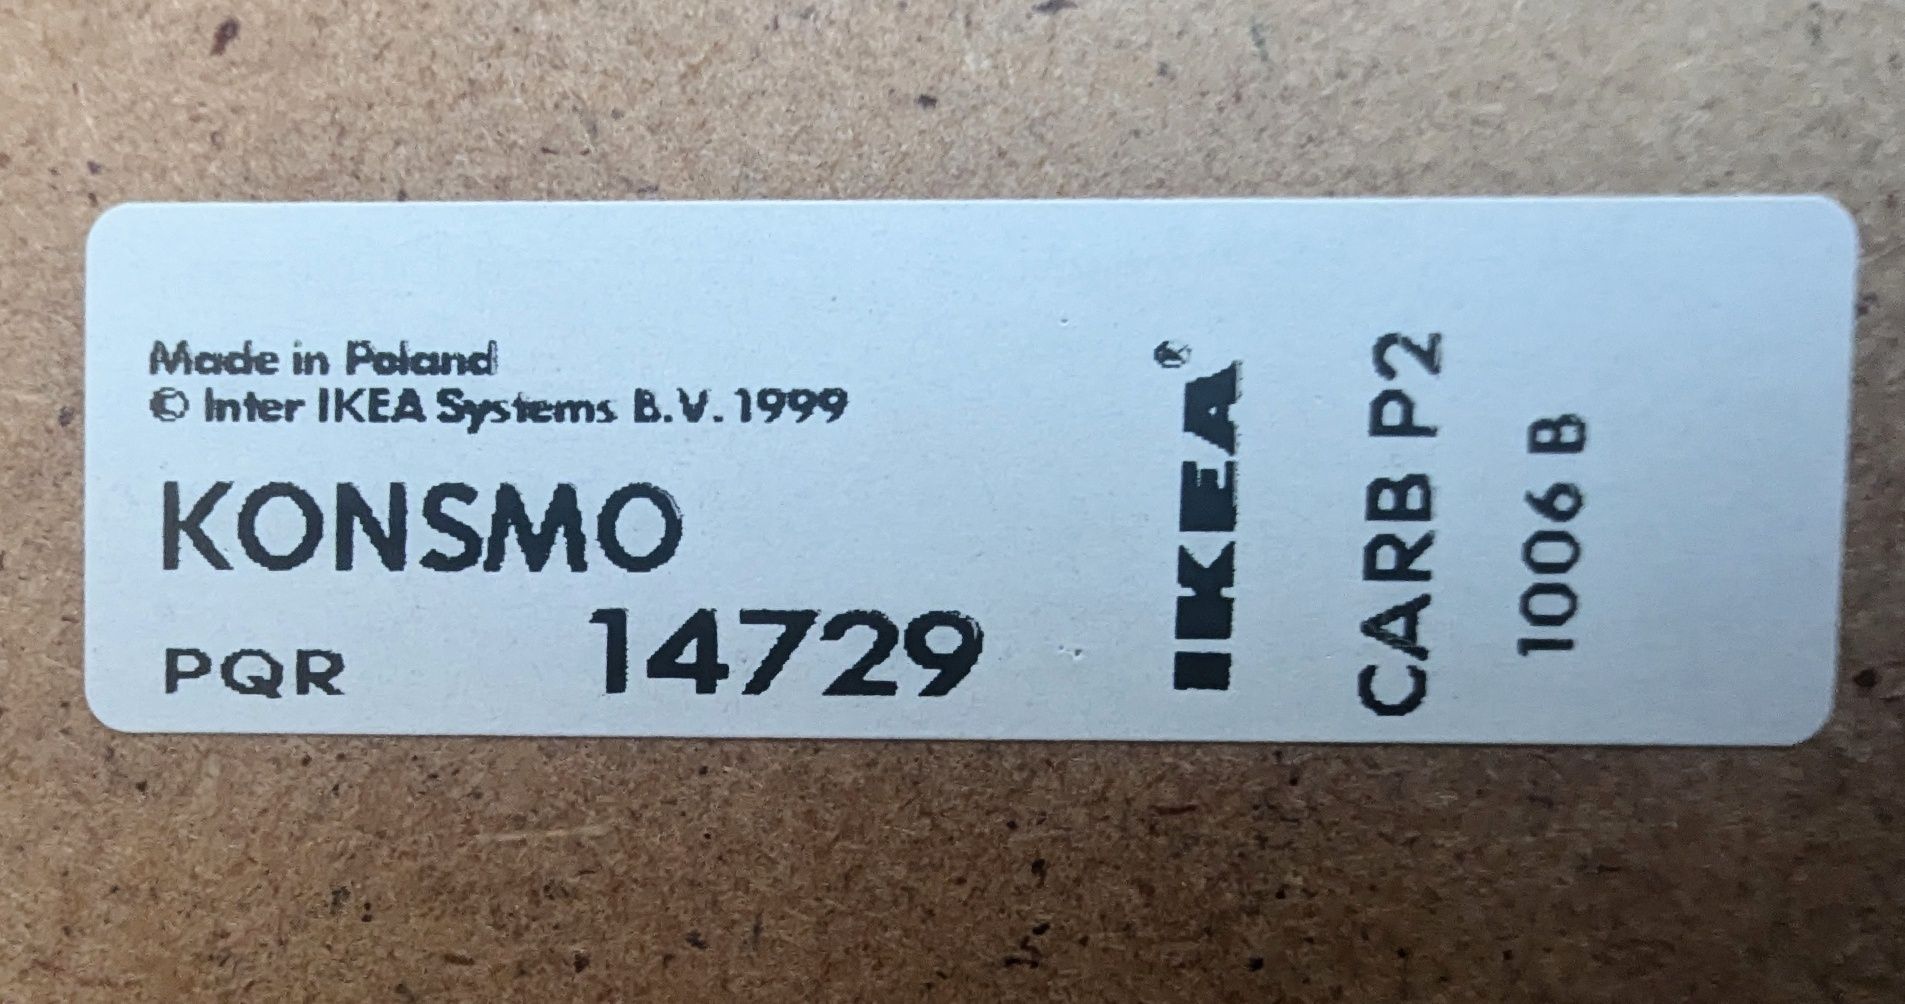 Made in Poland
© Inter IKEA Systems B.V. 1999
KONSMO
PQR 14729
IKEA®
CARB P2
1006 B